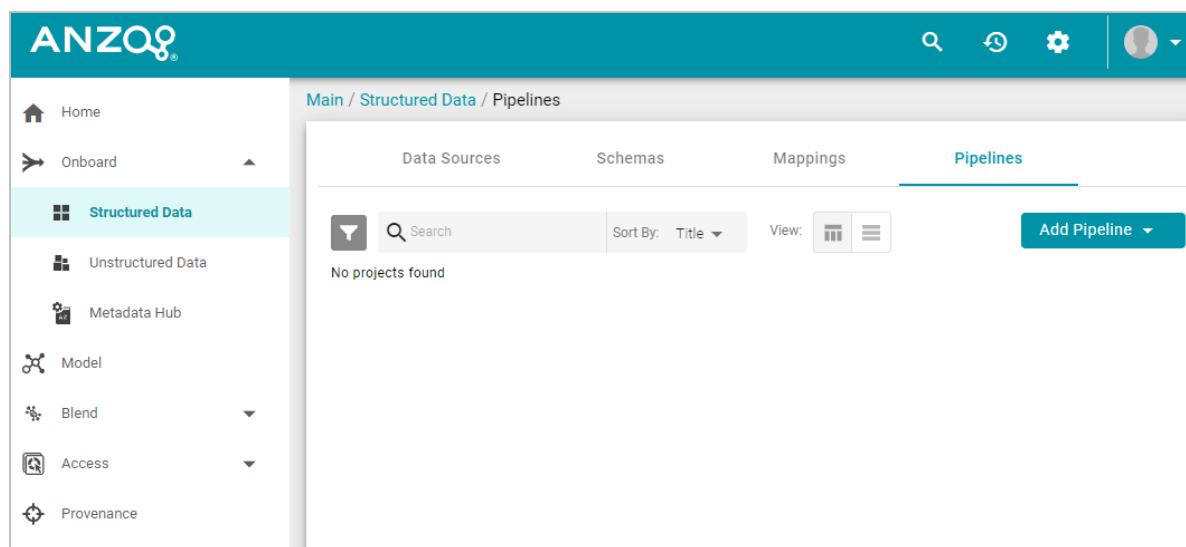 ANZO®
Main / Structured Data / Pipelines
Home
Onboard
Structured Data
Unstructured Data
Metadata Hub
Model
Blend
Access
Provenance
Data Sources Schemas Mappings Pipelines
Search Sort By: Title View: Add Pipeline
No projects found